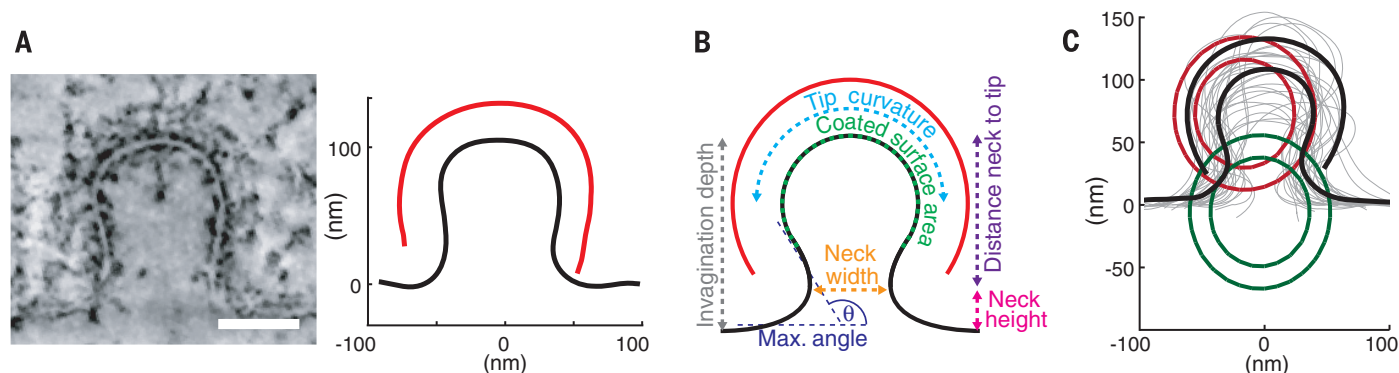 A
100
0
(nm)
-100
0
100
(nm)
B
Tip curvature
Coated surface area
Invagination depth
Distance neck to tip
Neck
width
Neck
height
θ
Max. angle
C
150
100
50
0
-50
(nm)
-100
0
100
(nm)